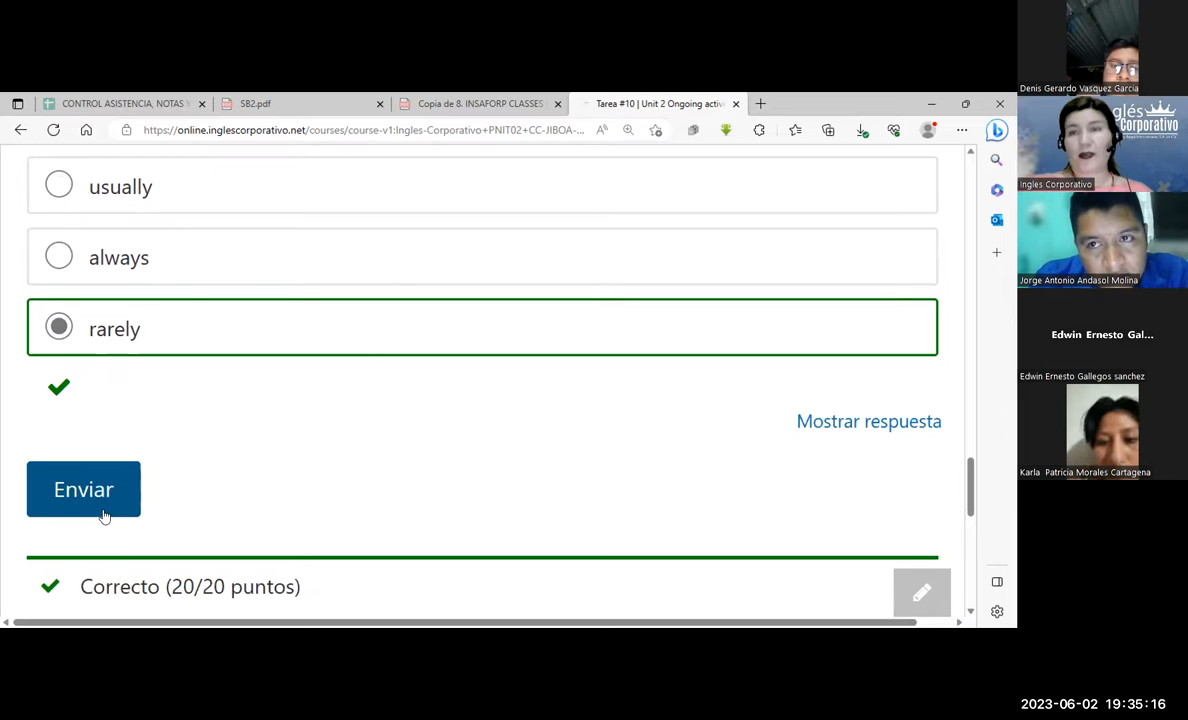 CONTROL ASISTENCIA, NOTAS Y
SB2.pdf
Copia de 8. INSAFORP CLASSES
Tarea #10 | Unit 2 Ongoing activ
https://online.inglescorporativo.net/courses/course-v1:Ingles-Corporativo+PNIT02+CC-JIBOA-...
usually
always
rarely
Mostrar respuesta
Enviar
Correcto (20/20 puntos)
Denis Gerardo Vasquez Garcia
glés
Corporativo
Ingles Corporativo
Jorge Antonio Andasol Molina
Edwin Ernesto Gal...
Edwin Ernesto Gallegos sanchez
Karla Patricia Morales Cartagena
2023-06-02 19:35:16